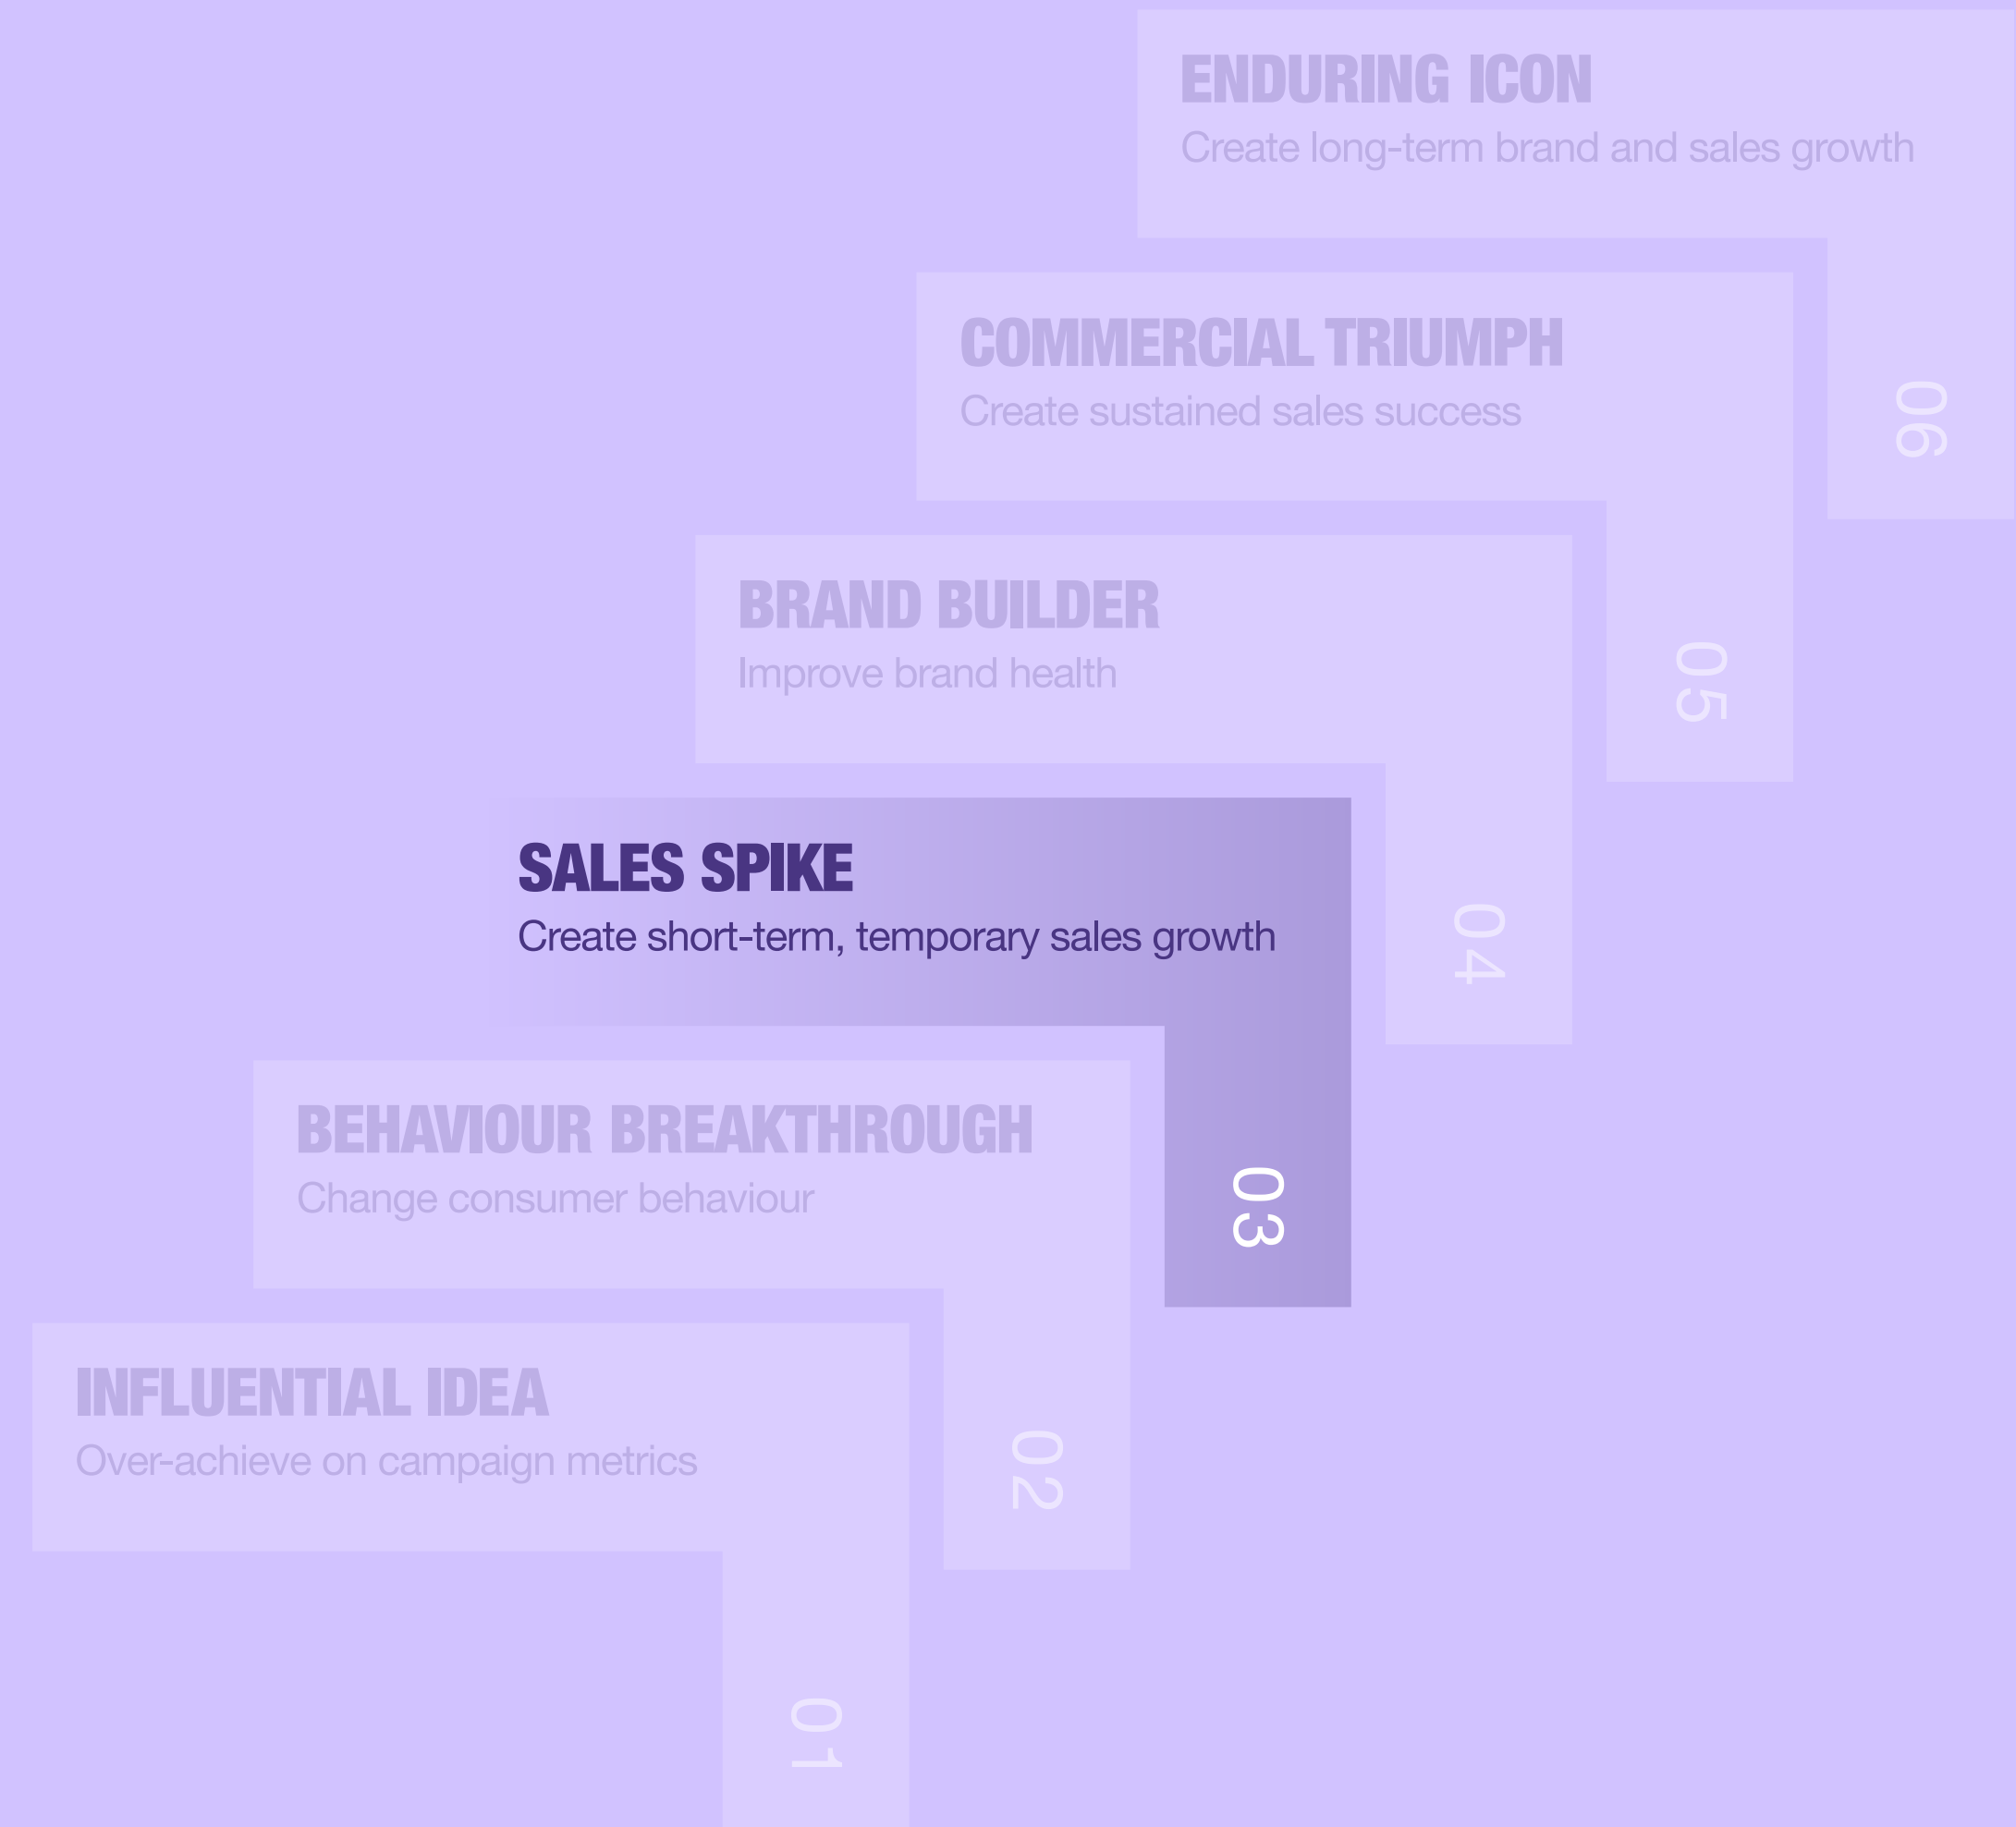 ENDURING ICON
Create long-term brand and sales growth
06
COMMERCIAL TRIUMPH
Create sustained sales success
05
BRAND BUILDER
Improve brand health
04
SALES SPIKE
Create short-term, temporary sales growth
03
BEHAVIOUR BREAKTHROUGH
Change consumer behaviour
02
INFLUENTIAL IDEA
Over-achieve on campaign metrics
01